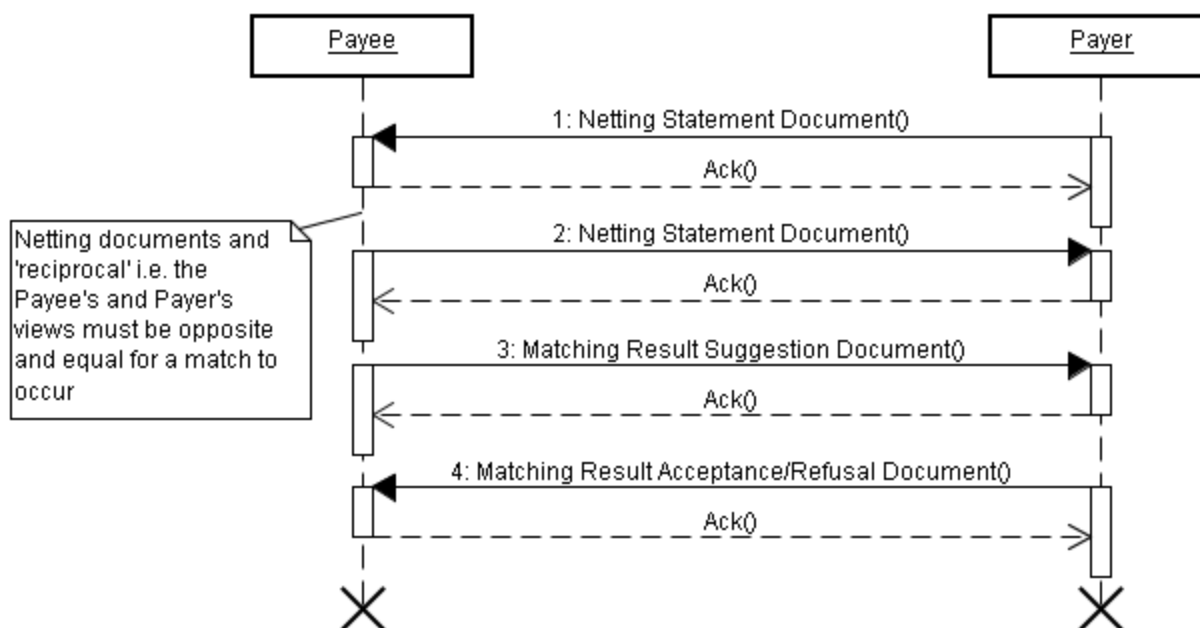 Payee
Payer
1: Netting Statement Document()
Ack()
Netting documents and
'reciprocal' i.e. the
Payee's and Payer's
views must be opposite
and equal for a match to
occur
2: Netting Statement Document()
Ack()
3: Matching Result Suggestion Document()
Ack()
4: Matching Result Acceptance/Refusal Document()
Ack()